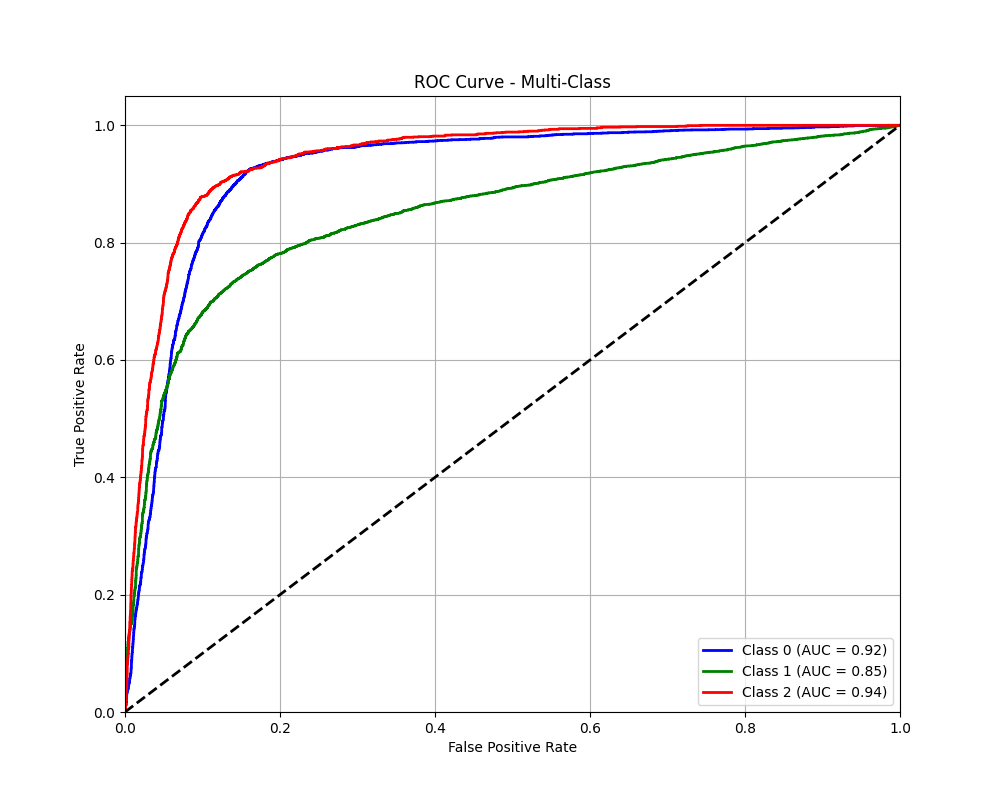 ROC Curve - Multi-Class
True Positive Rate
1.0
0.8
0.6
0.4
0.2
0.0
0.0 0.2 0.4 0.6 0.8 1.0
False Positive Rate
Class 0 (AUC = 0.92)
Class 1 (AUC = 0.85)
Class 2 (AUC = 0.94)